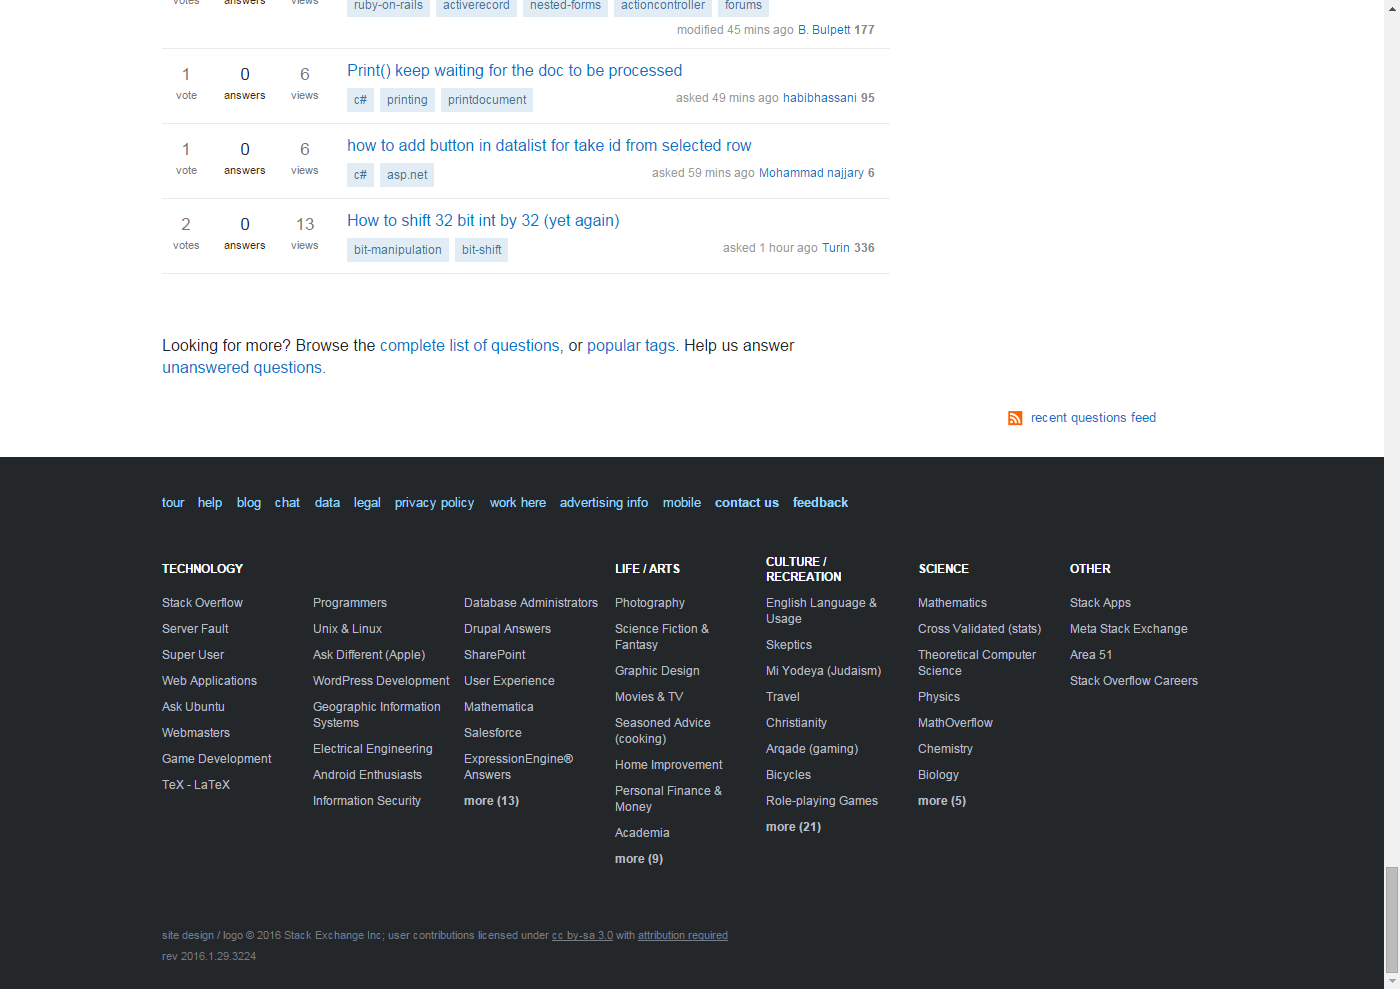 votes answers views
ruby-on-rails activerecord nested-forms actioncontroller forums
modified 45 mins ago B. Bulpett 177
1 0 6 Print() keep waiting for the doc to be processed
vote answers views
c# printing printdocument asked 49 mins ago habibhassani 95
1 0 6 how to add button in datalist for take id from selected row
vote answers views
c# asp.net asked 59 mins ago Mohammad najjary 6
2 0 13 How to shift 32 bit int by 32 (yet again)
votes answers views
bit-manipulation bit-shift asked 1 hour ago Turin 336
Looking for more? Browse the complete list of questions, or popular tags. Help us answer
unanswered questions.
recent questions feed
tour help blog chat data legal privacy policy work here advertising info mobile contact us feedback
TECHNOLOGY
Stack Overflow
Server Fault
Super User
Web Applications
Ask Ubuntu
Webmasters
Game Development
TeX - LaTeX
Programmers
Unix & Linux
Ask Different (Apple)
WordPress Development
Geographic Information
Systems
Electrical Engineering
Android Enthusiasts
Information Security
Database Administrators
Drupal Answers
SharePoint
User Experience
Mathematica
Salesforce
ExpressionEngine®
Answers
more (13)
LIFE / ARTS
Photography
Science Fiction &
Fantasy
Graphic Design
Movies & TV
Seasoned Advice
(cooking)
Home Improvement
Personal Finance &
Money
Academia
more (9)
CULTURE /
RECREATION
English Language &
Usage
Skeptics
Mi Yodeya (Judaism)
Travel
Christianity
Arqade (gaming)
Bicycles
Role-playing Games
more (21)
SCIENCE
Mathematics
Cross Validated (stats)
Theoretical Computer
Science
Physics
MathOverflow
Chemistry
Biology
more (5)
OTHER
Stack Apps
Meta Stack Exchange
Area 51
Stack Overflow Careers
site design / logo © 2016 Stack Exchange Inc; user contributions licensed under cc by-sa 3.0 with attribution required
rev 2016.1.29.3224